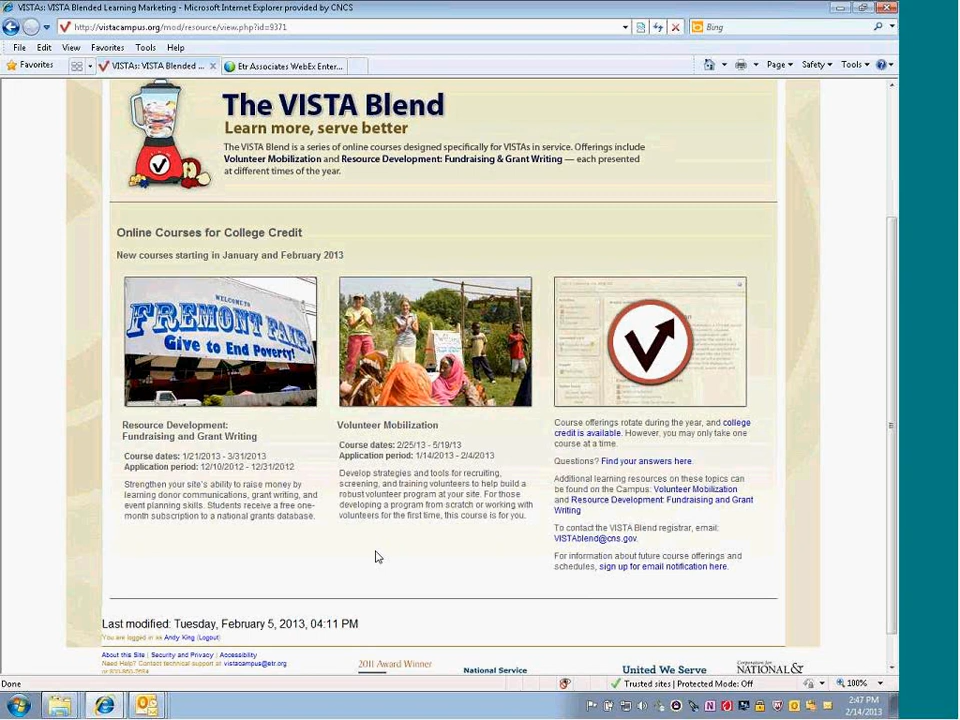 VISTAs: VISTA Blended Learning Marketing - Microsoft Internet Explorer provided by CNCS
http://vistacampus.org/mod/resource/view.php?id=9371
Bing
File Edit View Favorites Tools Help
Favorites
VISTAs: VISTA Blended ...
Etr Associates WebEx Enter...
Page
Safety
Tools
The VISTA Blend
Learn more, serve better
The VISTA Blend is a series of online courses designed specifically for VISTAs in service. Offerings include
Volunteer Mobilization and Resource Development: Fundraising & Grant Writing — each presented
at different times of the year.
Online Courses for College Credit
New courses starting in January and February 2013
WELCOME TO
FREMONT FAIR
Give to End Poverty!
Resource Development:
Fundraising and Grant Writing
Course dates: 1/21/2013 - 3/31/2013
Application period: 12/10/2012 - 12/31/2012
Strengthen your site's ability to raise money by
learning donor communications, grant writing, and
event planning skills. Students receive a free one-
month subscription to a national grants database.
Volunteer Mobilization
Course dates: 2/25/13 - 5/19/13
Application period: 1/14/2013 - 2/4/2013
Develop strategies and tools for recruiting,
screening, and training volunteers to help build a
robust volunteer program at your site. For those
developing a program from scratch or working with
volunteers for the first time, this course is for you.
Course offerings rotate during the year, and college
credit is available. However, you may only take one
course at a time.
Questions? Find your answers here.
Additional learning resources on these topics can
be found on the Campus: Volunteer Mobilization
and Resource Development: Fundraising and Grant
Writing
To contact the VISTA Blend registrar, email:
VISTAblend@cns.gov.
For information about future course offerings and
schedules, sign up for email notification here.
Last modified: Tuesday, February 5, 2013, 04:11 PM
You are logged in as Andy King (Logout)
About this Site | Security and Privacy | Accessibility
Need Help? Contact technical support at vistacampus@etr.org
2011 Award Winner
National Service
United We Serve
CORPORATION FOR
NATIONAL &
Done
Trusted sites | Protected Mode: Off
100%
2:47 PM
2/14/2013